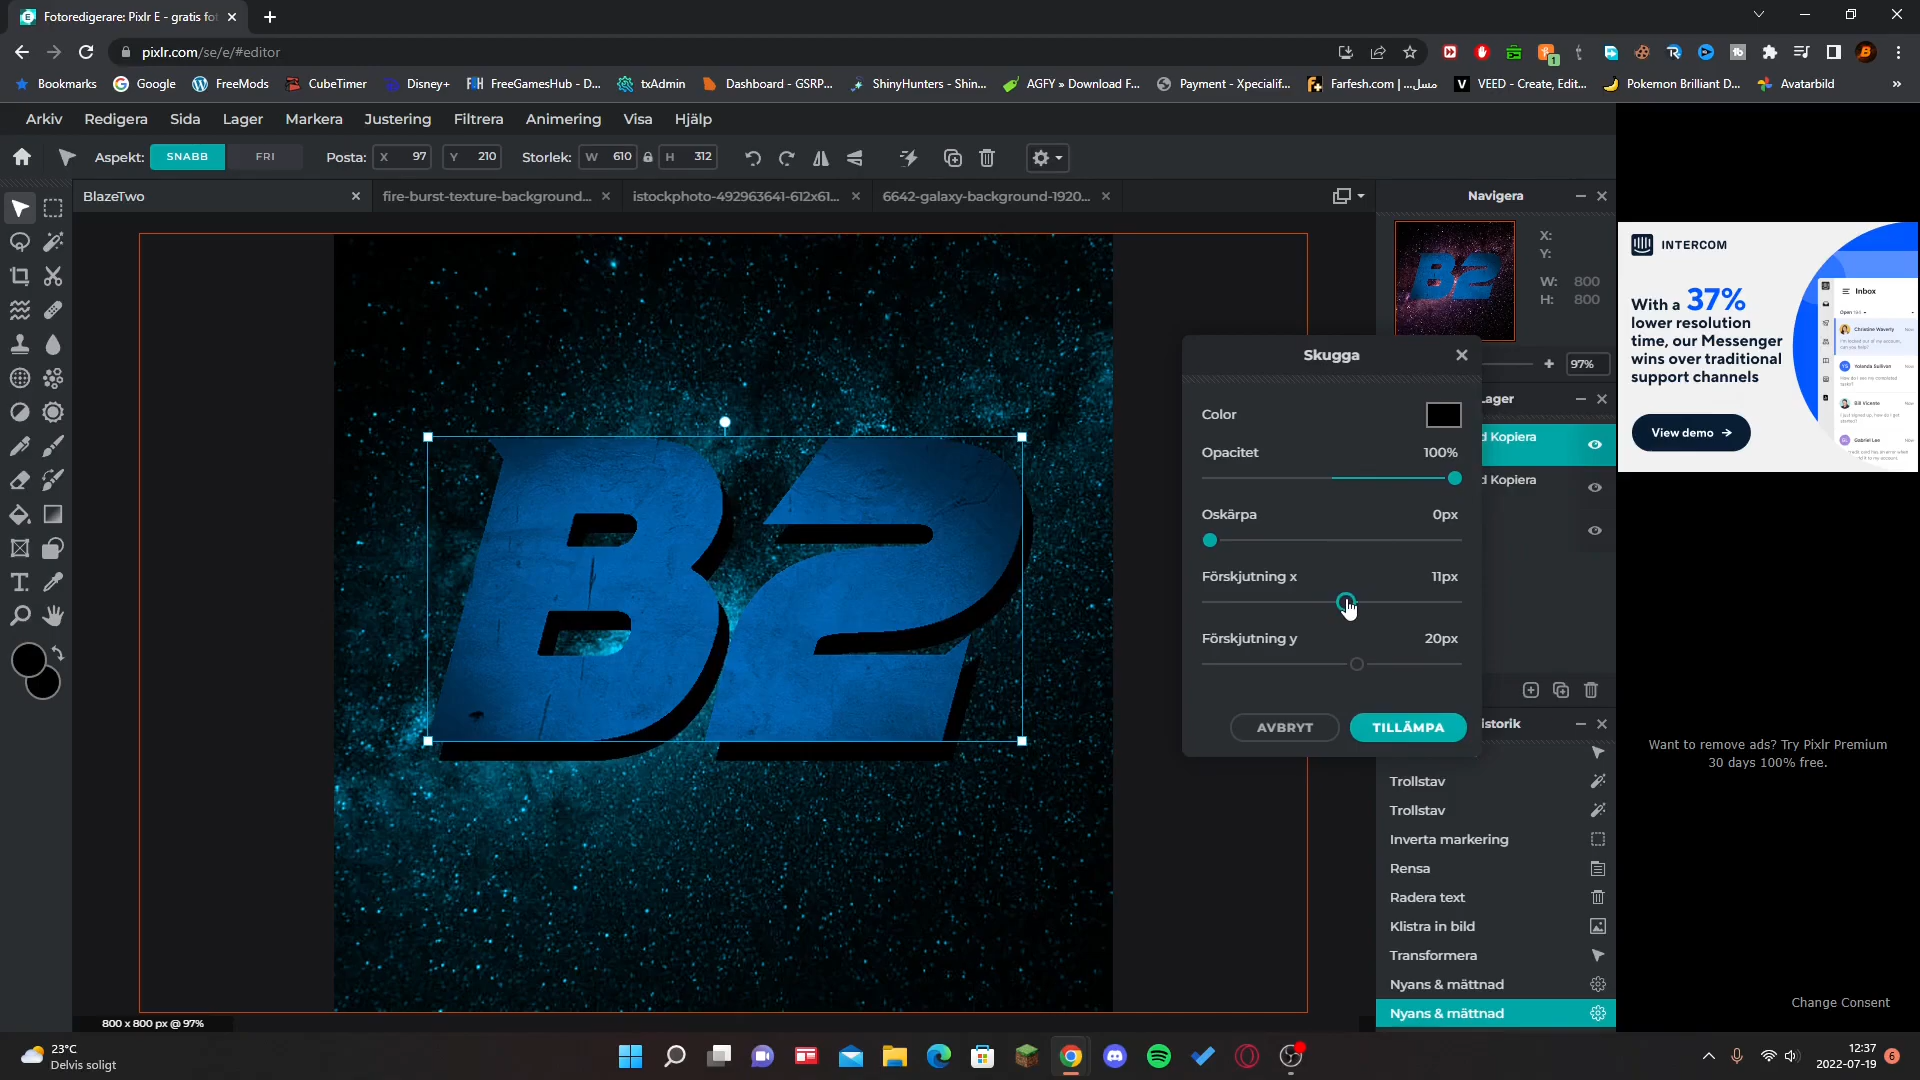 Fotoredigerare: Pixlr E - gratis fot
pixlr.com/se/e/#editor
Bookmarks
Google
FreeMods
CubeTimer
Disney+
FreeGamesHub - D...
txAdmin
Dashboard - GSRP...
ShinyHunters - Shin...
AGFY » Download F...
Payment - Xpecialif...
Farfesh.com | ...مسل
VEED - Create, Edit...
Pokemon Brilliant D...
Avatarbild
»
Arkiv
Redigera
Sida
Lager
Markera
Justering
Filtrera
Animering
Visa
Hjälp
Aspekt: SNABB FRI
Posta: X 97 Y 210
Storlek: W 610 H 312
BlazeTwo
fire-burst-texture-background...
istockphoto-492963641-612x61...
6642-galaxy-background-1920...
Navigera
B2
X:
Y:
W: 800
H: 800
97%
B2
Skugga
Color
Opacitet 100%
Oskärpa 0px
Förskjutning x 11px
Förskjutning y 20px
AVBRYT TILLÄMPA
Lager
d Kopiera
d Kopiera
istorik
Trollstav
Trollstav
Inverta markering
Rensa
Radera text
Klistra in bild
Transformera
Nyans & mättnad
Nyans & mättnad
INTERCOM
With a 37%
lower resolution
time, our Messenger
wins over traditional
support channels
View demo →
Inbox
Want to remove ads? Try Pixlr Premium
30 days 100% free.
Change Consent
800 x 800 px @ 97%
23°C
Delvis soligt
12:37
2022-07-19
6